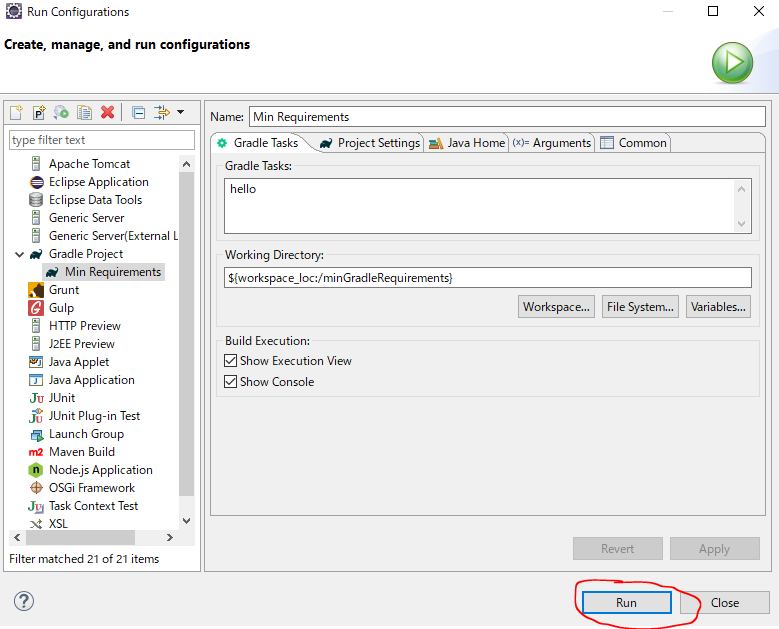 Run Configurations
Create, manage, and run configurations
type filter text
Apache Tomcat
Eclipse Application
Eclipse Data Tools
Generic Server
Generic Server(External L
Gradle Project
Min Requirements
Grunt
Gulp
HTTP Preview
J2EE Preview
Java Applet
Java Application
JUnit
JUnit Plug-in Test
Launch Group
Maven Build
Node.js Application
OSGi Framework
Task Context Test
XSL
Filter matched 21 of 21 items
Name: Min Requirements
Gradle Tasks Project Settings Java Home (x)= Arguments Common
Gradle Tasks:
hello
Working Directory:
${workspace_loc:/minGradleRequirements}
Workspace... File System... Variables...
Build Execution:
Show Execution View
Show Console
Revert Apply
Run Close